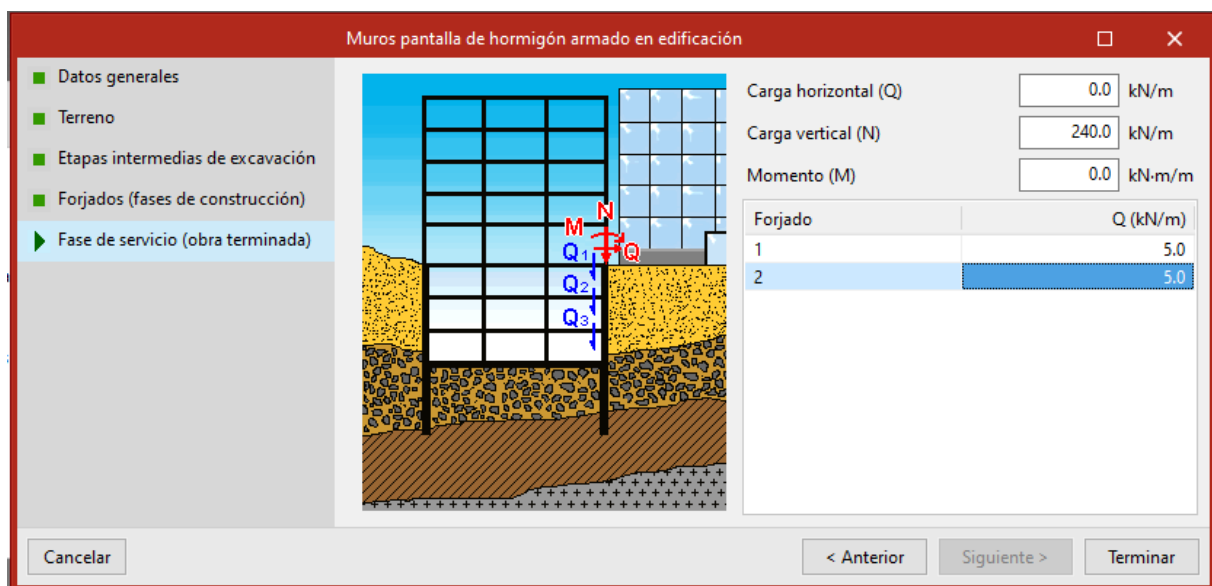 Muros pantalla de hormigón armado en edificación
Datos generales
Terreno
Etapas intermedias de excavación
Forjados (fases de construcción)
Fase de servicio (obra terminada)
N
M
Q
Q1
Q2
Q3
Carga horizontal (Q) 0.0 kN/m
Carga vertical (N) 240.0 kN/m
Momento (M) 0.0 kN·m/m
Forjado Q (kN/m)
1 5.0
2 5.0
Cancelar
< Anterior
Siguiente >
Terminar